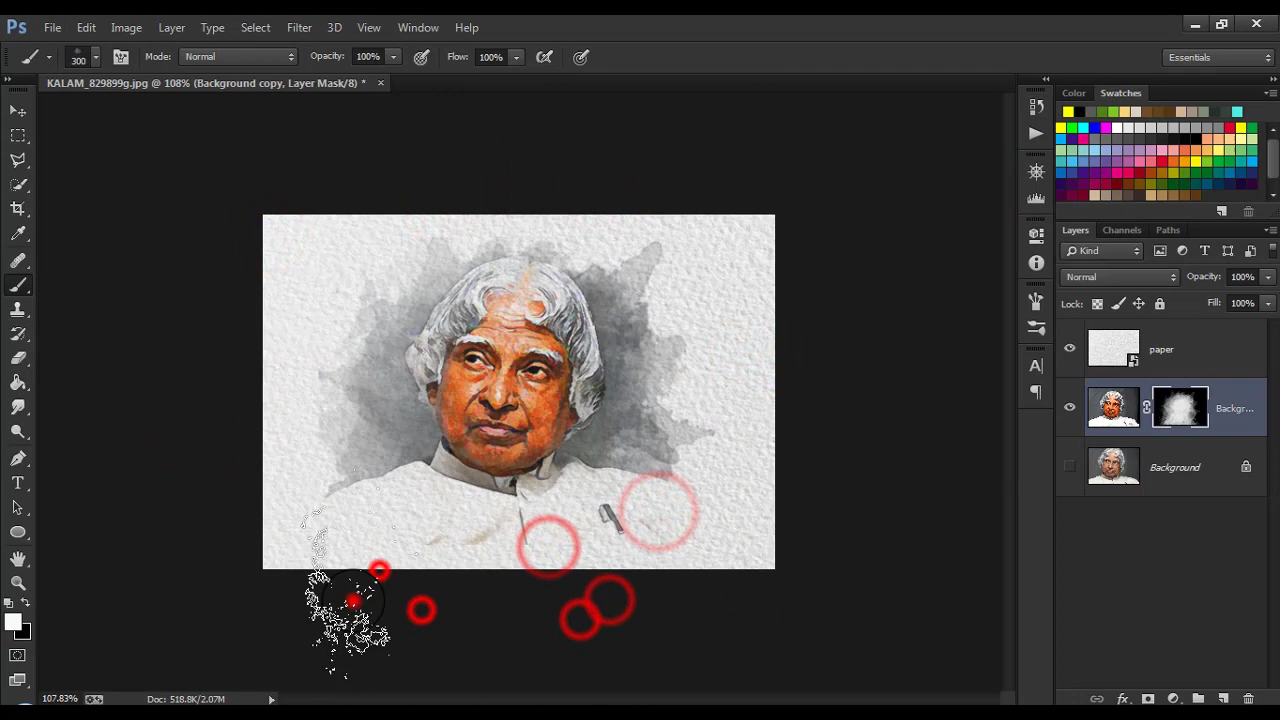 Ps File Edit Image Layer Type Select Filter 3D View Window Help
300 Mode: Normal Opacity: 100% Flow: 100% Essentials
KALAM_829899g.jpg @ 108% (Background copy, Layer Mask/8) *
Color Swatches
Layers Channels Paths
Kind
Normal Opacity: 100%
Lock: Fill: 100%
paper
Backgr...
Background
107.83% Doc: 518.8K/2.07M